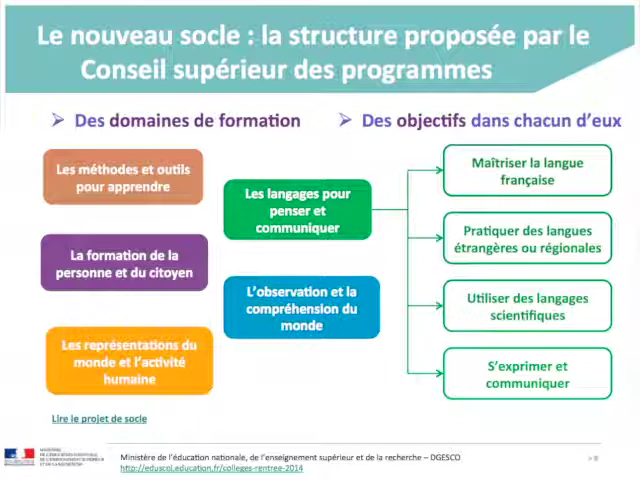 Le nouveau socle : la structure proposée par le
Conseil supérieur des programmes
➢ Des domaines de formation
➢ Des objectifs dans chacun d'eux
Les méthodes et outils
pour apprendre
La formation de la
personne et du citoyen
Les représentations du
monde et l'activité
humaine
Les langages pour
penser et
communiquer
L'observation et la
compréhension du
monde
Maîtriser la langue
française
Pratiquer des langues
étrangères ou régionales
Utiliser des langages
scientifiques
S'exprimer et
communiquer
Lire le projet de socle
Ministère de l'éducation nationale, de l'enseignement supérieur et de la recherche – DGESCO
http://eduscol.education.fr/colleges-rentree-2014